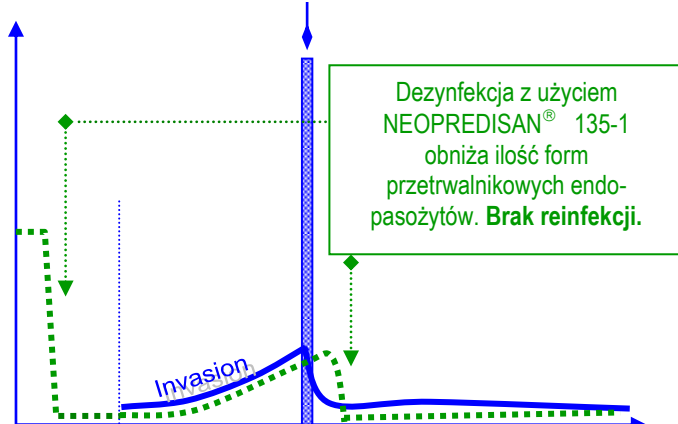 Dezynfekcja z użyciem
NEOPREDISAN® 135-1
obniża ilość form
przetrwalnikowych endo-
pasożytów. Brak reinfekcji.
Invasion